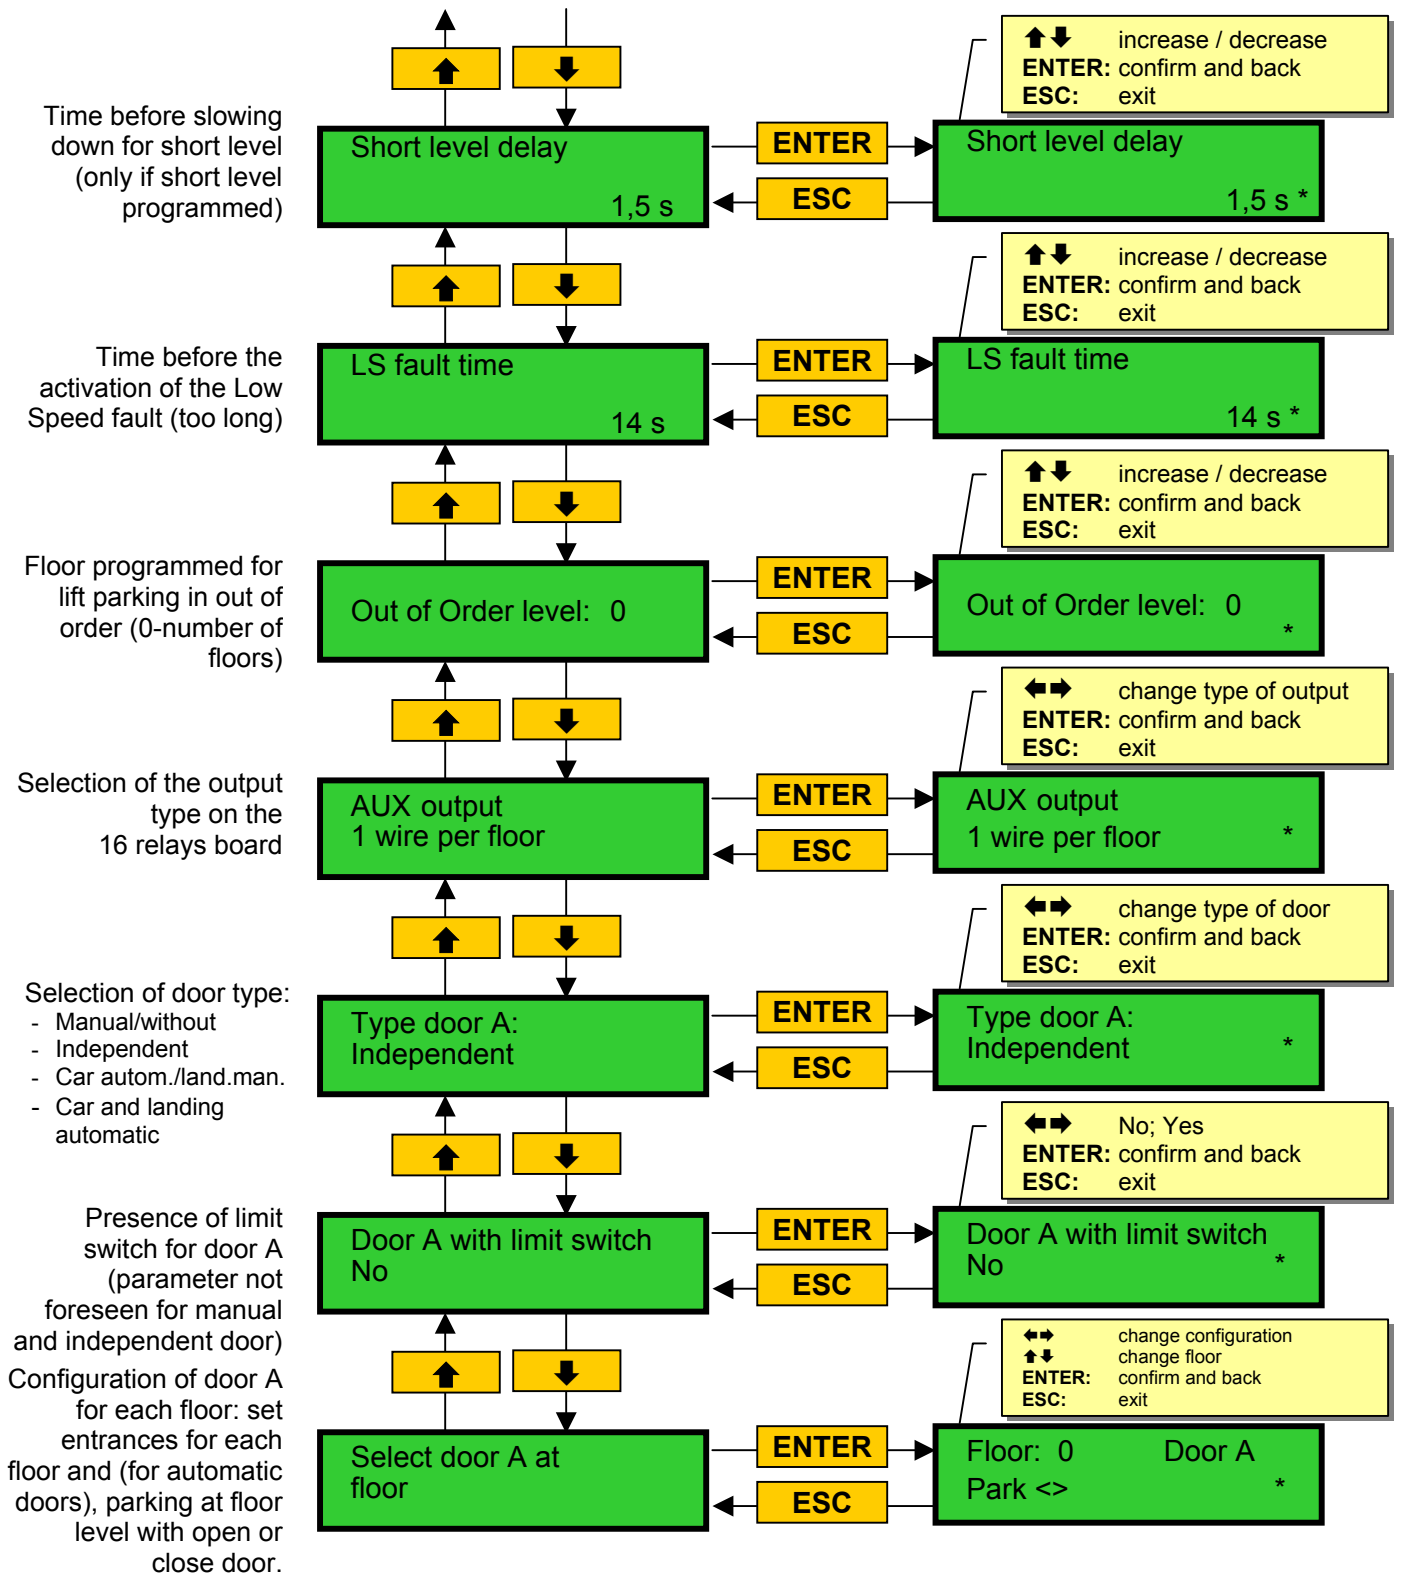 increase / decrease
ENTER: confirm and back
ESC: exit
Time before slowing
down for short level
(only if short level
programmed)
Short level delay
1,5 s
ENTER
ESC
Short level delay
1,5 s *
increase / decrease
ENTER: confirm and back
ESC: exit
Time before the
activation of the Low
Speed fault (too long)
LS fault time
14 s
ENTER
ESC
LS fault time
14 s *
increase / decrease
ENTER: confirm and back
ESC: exit
Floor programmed for
lift parking in out of
order (0-number of
floors)
Out of Order level: 0
ENTER
ESC
Out of Order level: 0
*
change type of output
ENTER: confirm and back
ESC: exit
Selection of the output
type on the
16 relays board
AUX output
1 wire per floor
ENTER
ESC
AUX output
1 wire per floor *
change type of door
ENTER: confirm and back
ESC: exit
Selection of door type:
- Manual/without
- Independent
- Car autom./land.man.
- Car and landing
automatic
Type door A:
Independent
ENTER
ESC
Type door A:
Independent *
No; Yes
ENTER: confirm and back
ESC: exit
Presence of limit
switch for door A
(parameter not
foreseen for manual
and independent door)
Door A with limit switch
No
ENTER
ESC
Door A with limit switch
No *
change configuration
change floor
ENTER: confirm and back
ESC: exit
Configuration of door A
for each floor: set
entrances for each
floor and (for automatic
doors), parking at floor
level with open or
close door.
Select door A at
floor
ENTER
ESC
Floor: 0 Door A
Park <> *